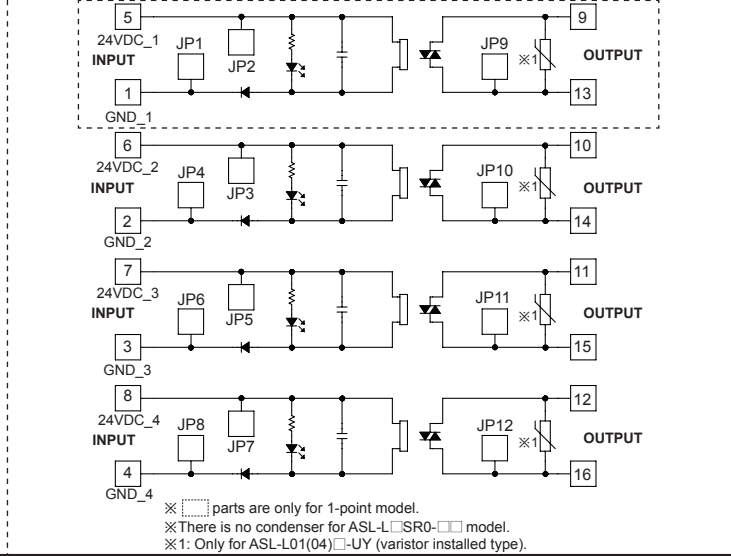 5 9
24VDC_1 JP1 JP9
INPUT JP2 ※1 OUTPUT
1 13
GND_1
6 10
24VDC_2 JP4 JP10
INPUT JP3 ※1 OUTPUT
2 14
GND_2
7 11
24VDC_3 JP6 JP11
INPUT JP5 ※1 OUTPUT
3 15
GND_3
8 12
24VDC_4 JP8 JP12
INPUT JP7 ※1 OUTPUT
4 16
GND_4
※ parts are only for 1-point model.
※There is no condenser for ASL-L□SR0-□□ model.
※1: Only for ASL-L01(04)□-UY (varistor installed type).